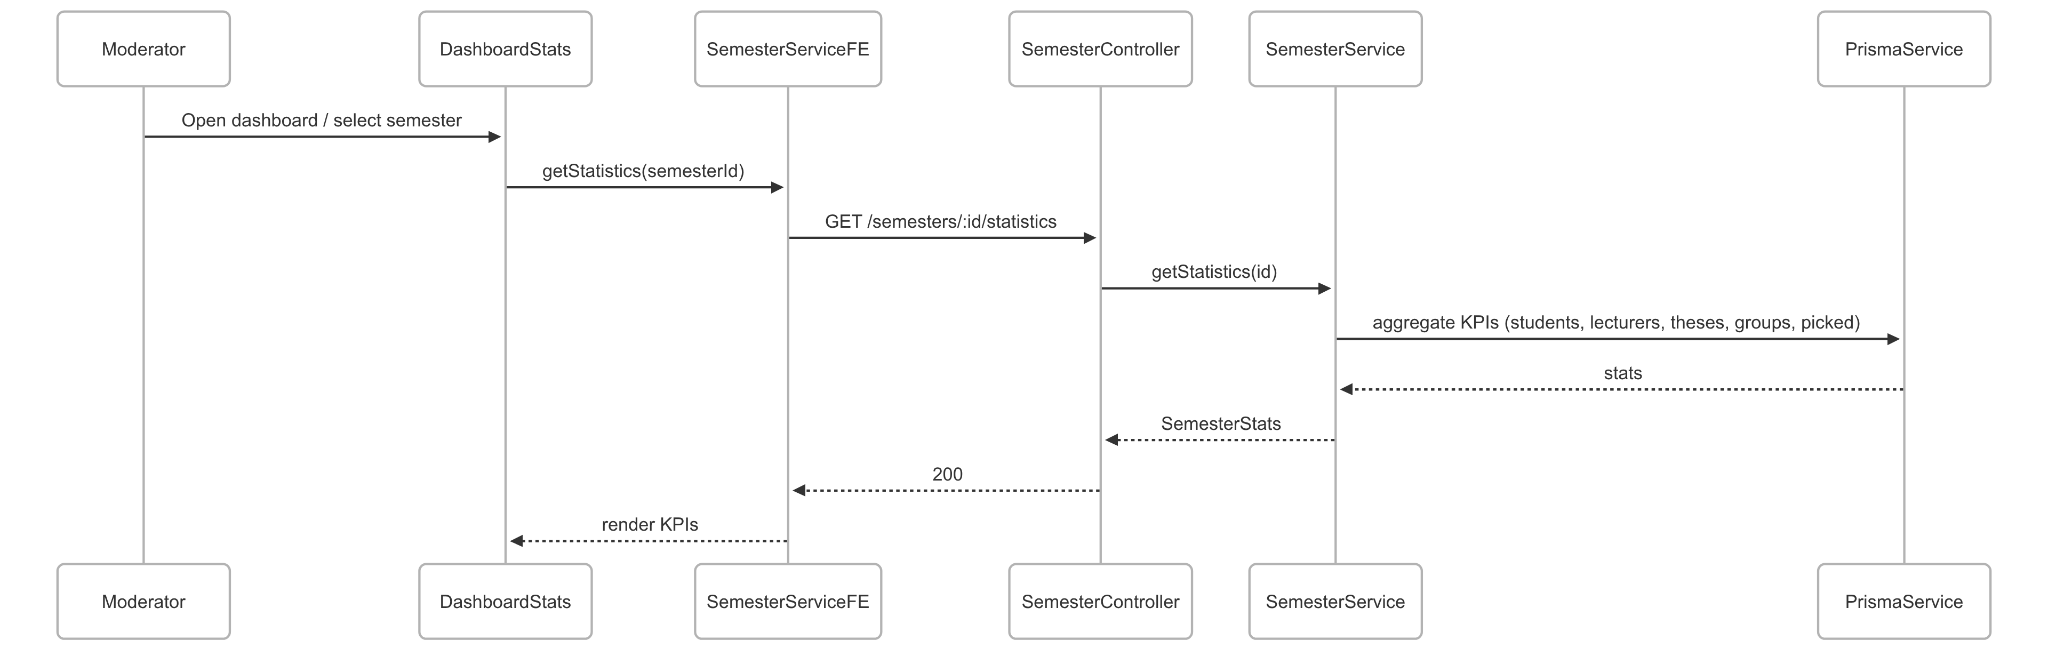 Moderator
DashboardStats
SemesterServiceFE
SemesterController
SemesterService
PrismaService
Open dashboard / select semester
getStatistics(semesterId)
GET /semesters/:id/statistics
getStatistics(id)
aggregate KPIs (students, lecturers, theses, groups, picked)
stats
SemesterStats
200
render KPIs
Moderator
DashboardStats
SemesterServiceFE
SemesterController
SemesterService
PrismaService